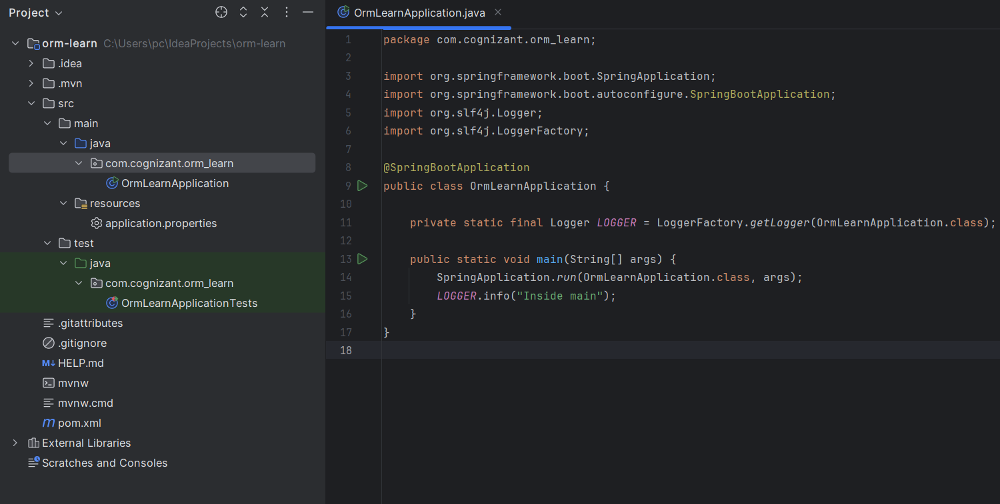 Project
orm-learn C:\Users\pc\IdeaProjects\orm-learn
.idea
.mvn
src
main
java
com.cognizant.orm_learn
OrmLearnApplication
resources
application.properties
test
java
com.cognizant.orm_learn
OrmLearnApplicationTests
.gitattributes
.gitignore
HELP.md
mvnw
mvnw.cmd
pom.xml
External Libraries
Scratches and Consoles
OrmLearnApplication.java
1 package com.cognizant.orm_learn;
2
3 import org.springframework.boot.SpringApplication;
4 import org.springframework.boot.autoconfigure.SpringBootApplication;
5 import org.slf4j.Logger;
6 import org.slf4j.LoggerFactory;
7
8 @SpringBootApplication
9 public class OrmLearnApplication {
10
11 private static final Logger LOGGER = LoggerFactory.getLogger(OrmLearnApplication.class);
12
13 public static void main(String[] args) {
14 SpringApplication.run(OrmLearnApplication.class, args);
15 LOGGER.info("Inside main");
16 }
17 }
18